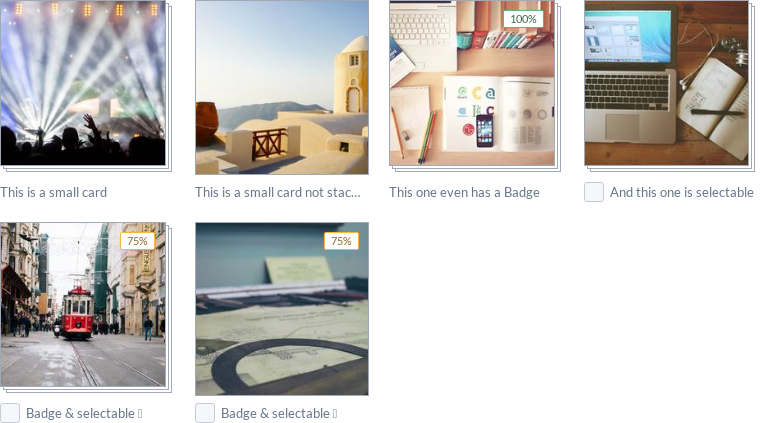 100%
This is a small card
This is a small card not stac...
This one even has a Badge
And this one is selectable
75%
75%
Badge & selectable
Badge & selectable